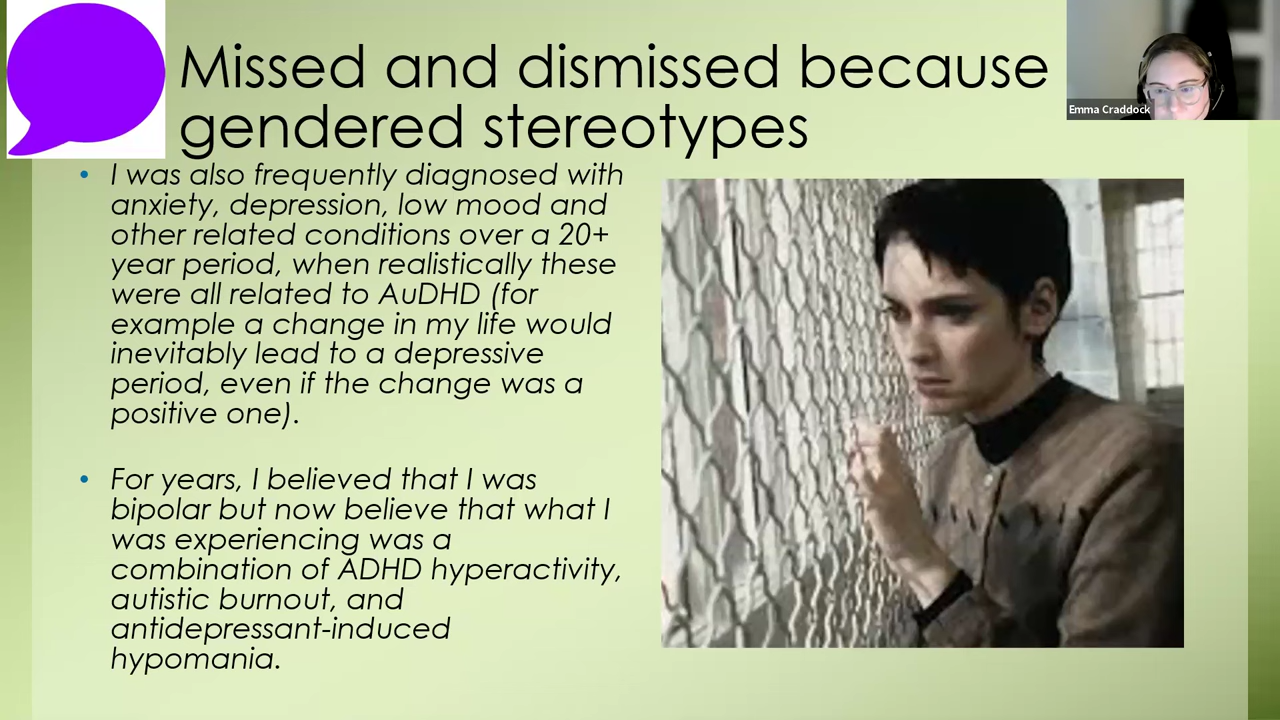 Missed and dismissed because
gendered stereotypes
Emma Craddock
• I was also frequently diagnosed with
anxiety, depression, low mood and
other related conditions over a 20+
year period, when realistically these
were all related to AuDHD (for
example a change in my life would
inevitably lead to a depressive
period, even if the change was a
positive one).
• For years, I believed that I was
bipolar but now believe that what I
was experiencing was a
combination of ADHD hyperactivity,
autistic burnout, and
antidepressant-induced
hypomania.